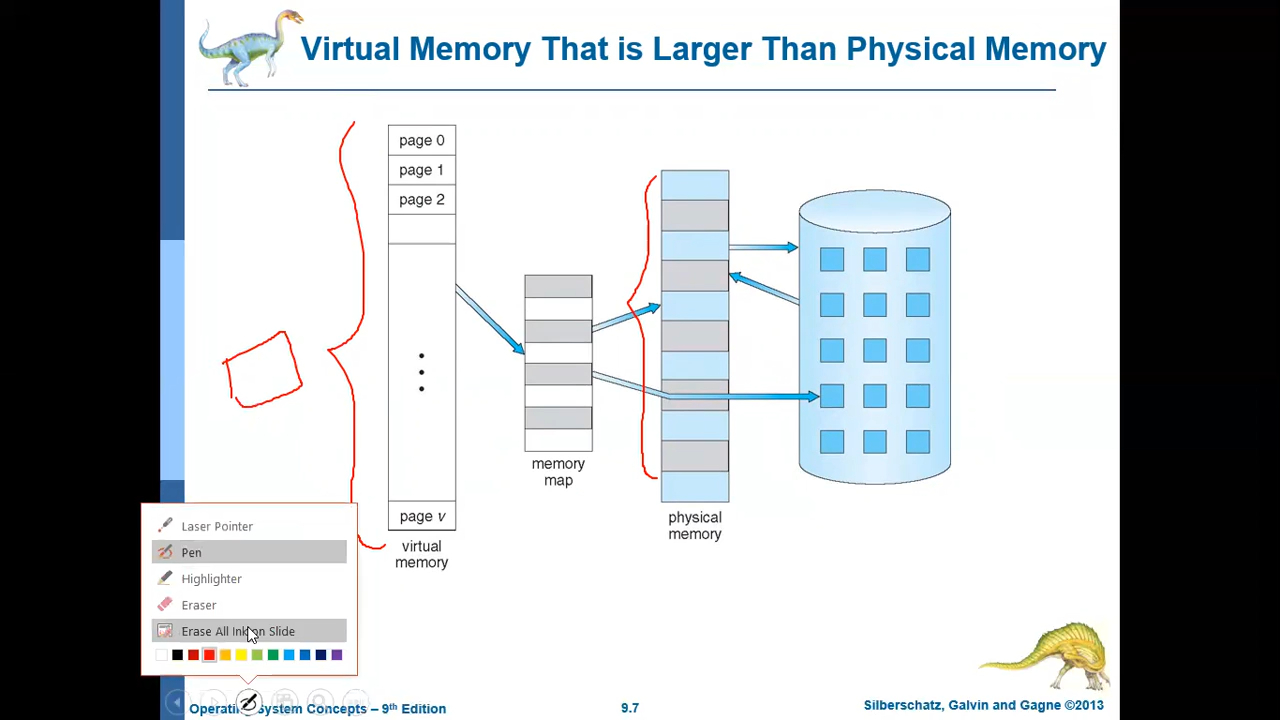 Virtual Memory That is Larger Than Physical Memory
page 0
page 1
page 2
page v
virtual
memory
memory
map
physical
memory
Laser Pointer
Pen
Highlighter
Eraser
Erase All Ink on Slide
Operating System Concepts – 9th Edition
9.7
Silberschatz, Galvin and Gagne ©2013